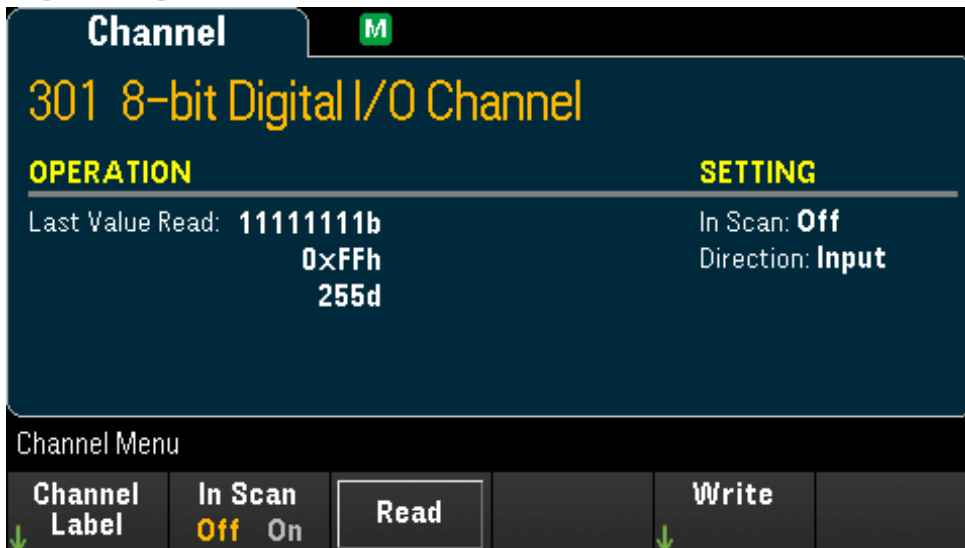 Channel M
301 8-bit Digital I/O Channel
OPERATION SETTING
Last Value Read: 11111111b In Scan: Off
0xFFh Direction: Input
255d
Channel Menu
Channel Label In Scan Off On Read Write